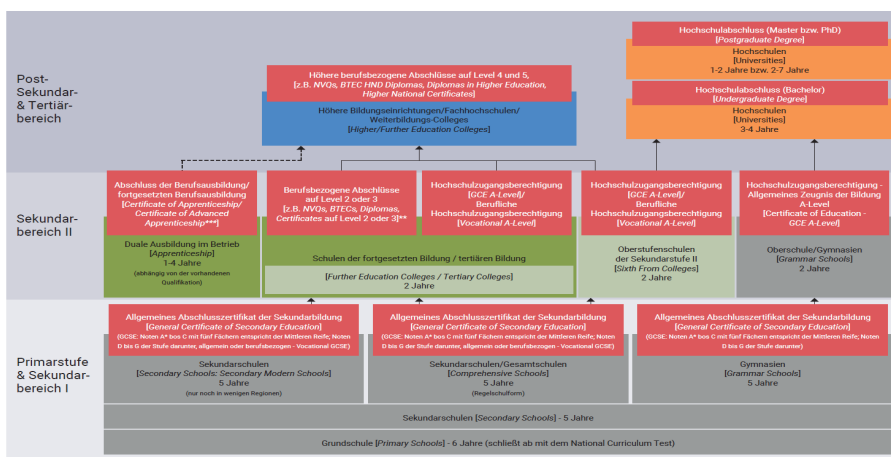 Post-
Sekundar-
& Tertiär-
bereich
Hochschulabschluss (Master bzw. PhD)
[Postgraduate Degree]
Hochschulen
[Universities]
1-2 Jahre bzw. 2-7 Jahre
Höhere berufsbezogene Abschlüsse auf Level 4 und 5,
[z.B. NVQs, BTEC HND Diplomas, Diplomas in Higher Education,
Higher National Certificates]
Höhere Bildungseinrichtungen/Fachhochschulen/
Weiterbildungs-Colleges
[Higher/Further Education Colleges]
Hochschulabschluss (Bachelor)
[Undergraduate Degree]
Hochschulen
[Universities]
3-4 Jahre
Sekundar-
bereich II
Abschluss der Berufsausbildung/
fortgesetzten Berufsausbildung
[Certificate of Apprenticeship/
Certificate of Advanced
Apprenticeship***]
Duale Ausbildung im Betrieb
[Apprenticeship]
1-4 Jahre
(abhängig von der vorhandenen
Qualifikation)
Berufsbezogene Abschlüsse
auf Level 2 oder 3
[z.B. NVQs, BTECs, Diplomas,
Certificates auf Level 2 oder 3]**
Hochschulzugangsberechtigung
[GCE A-Level]/
Berufliche
Hochschulzugangsberechtigung
[Vocational A-Level]
Schulen der fortgesetzten Bildung / tertiären Bildung
[Further Education Colleges / Tertiary Colleges]
2 Jahre
Hochschulzugangsberechtigung
[GCE A-Level]/
Berufliche
Hochschulzugangsberechtigung
[Vocational A-Level]
Oberstufenschulen
der Sekundarstufe II
[Sixth From Colleges]
2 Jahre
Hochschulzugangsberechtigung -
Allgemeines Zeugnis der Bildung
A-Level
[Certificate of Education -
GCE A-Level]
Oberschule/Gymnasien
[Grammar Schools]
2 Jahre
Primarstufe
& Sekundar-
bereich I
Allgemeines Abschlusszertifikat der Sekundarbildung
[General Certificate of Secondary Education]
(GCSE: Noten A* bos C mit fünf Fächern entspricht der Mittleren Reife; Noten
D bis G der Stufe darunter, allgemein oder berufsbezogen - Vocational GCSE)
Sekundarschulen
[Secondary Schools: Secondary Modern Schools]
5 Jahre
(nur noch in wenigen Regionen)
Allgemeines Abschlusszertifikat der Sekundarbildung
[General Certificate of Secondary Education]
(GCSE: Noten A* bos C mit fünf Fächern entspricht der Mittleren Reife; Noten
D bis G der Stufe darunter, allgemein oder berufsbezogen - Vocational GCSE)
Sekundarschulen/Gesamtschulen
[Comprehensive Schools]
5 Jahre
(Regelschulform)
Allgemeines Abschlusszertifikat der Sekundarbildung
[General Certificate of Secondary Education]
(GCSE: Noten A* bos C mit fünf Fächern entspricht der Mittleren Reife; Noten
D bis G der Stufe darunter)
Gymnasien
[Grammar Schools]
5 Jahre
Sekundarschulen [Secondary Schools] - 5 Jahre
Grundschule [Primary Schools] - 6 Jahre (schließt ab mit dem National Curriculum Test)